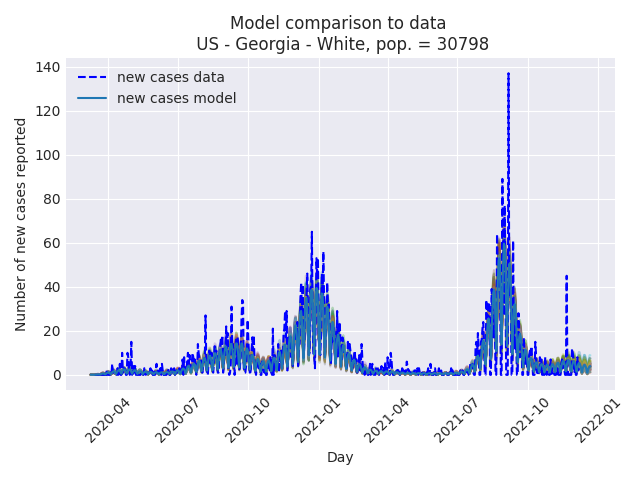 Model comparison to data
US - Georgia - White, pop. = 30798
new cases data
new cases model
Number of new cases reported
140
120
100
80
60
40
20
0
2020-04
2020-07
2020-10
2021-01
2021-04
2021-07
2021-10
2022-01
Day